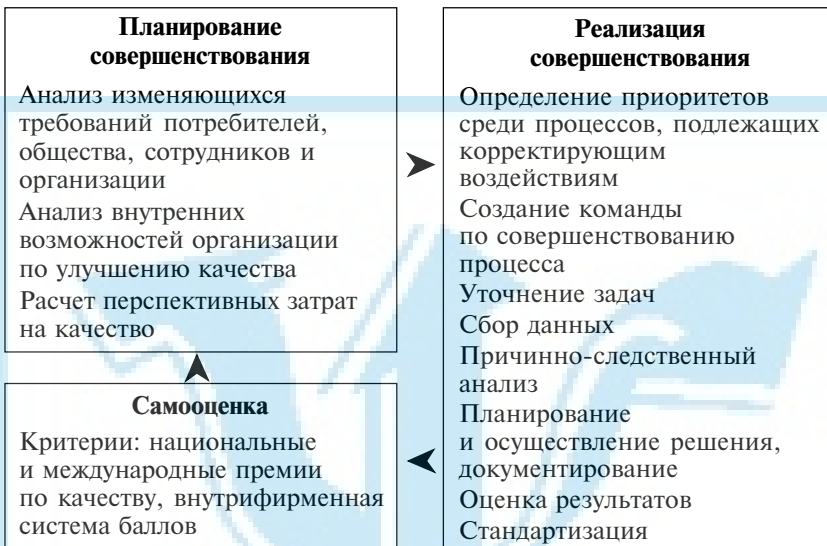 Планирование
совершенствования
Анализ изменяющихся
требований потребителей,
общества, сотрудников и
организации
Анализ внутренних
возможностей организации
по улучшению качества
Расчет перспективных затрат
на качество
Реализация
совершенствования
Определение приоритетов
среди процессов, подлежащих
корректирующим
воздействиям
Создание команды
по совершенствованию
процесса
Уточнение задач
Сбор данных
Причинно-следственный
анализ
Планирование
и осуществление решения,
документирование
Оценка результатов
Стандартизация
Самооценка
Критерии: национальные
и международные премии
по качеству, внутрифирменная
система баллов